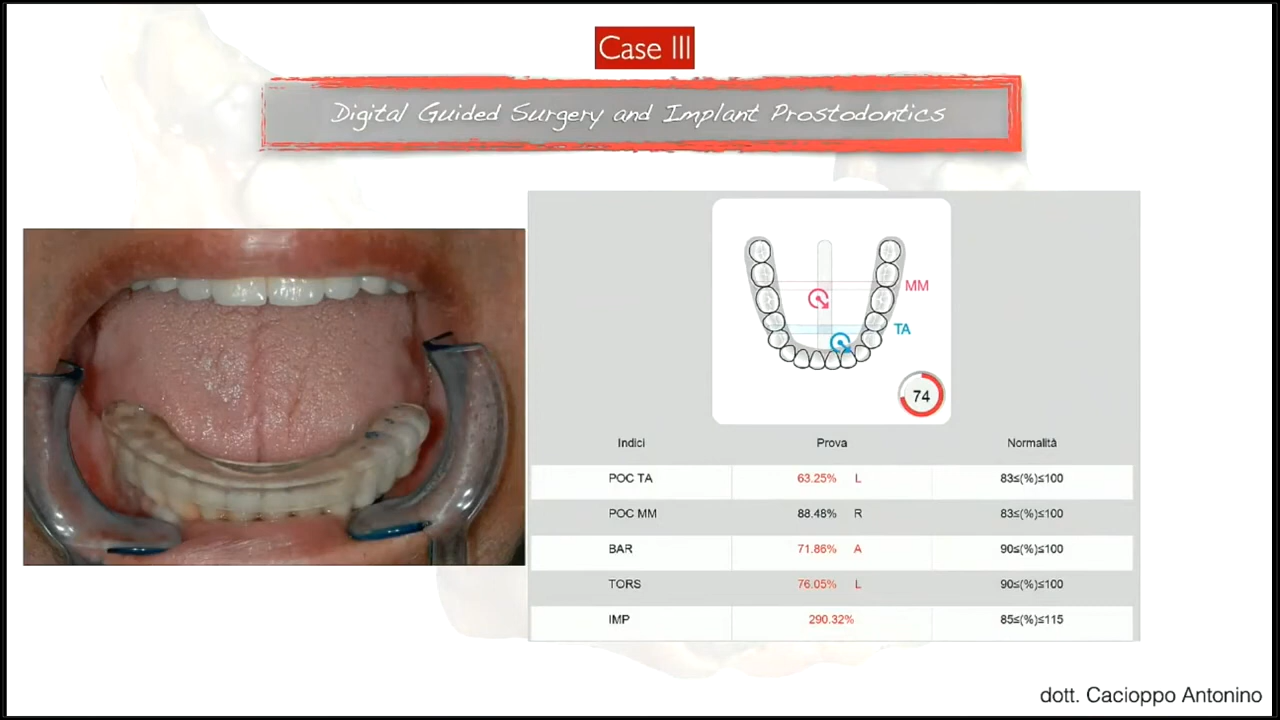 Case III
Digital Guided Surgery and Implant Prostodontics
MM
TA
74
Indici Prova Normalità
POC TA 63.25% L 83≤(%)≤100
POC MM 88.48% R 83≤(%)≤100
BAR 71.86% A 90≤(%)≤100
TORS 76.05% L 90≤(%)≤100
IMP 290.32% 85≤(%)≤115
dott. Cacioppo Antonino